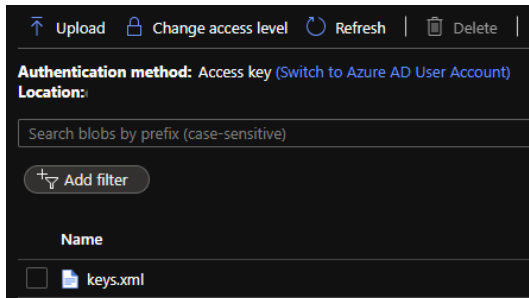 Upload Change access level Refresh Delete
Authentication method: Access key (Switch to Azure AD User Account)
Location:
Search blobs by prefix (case-sensitive)
Add filter
Name
keys.xml